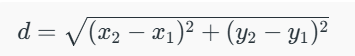 d = √((x₂ − x₁)² + (y₂ − y₁)²)